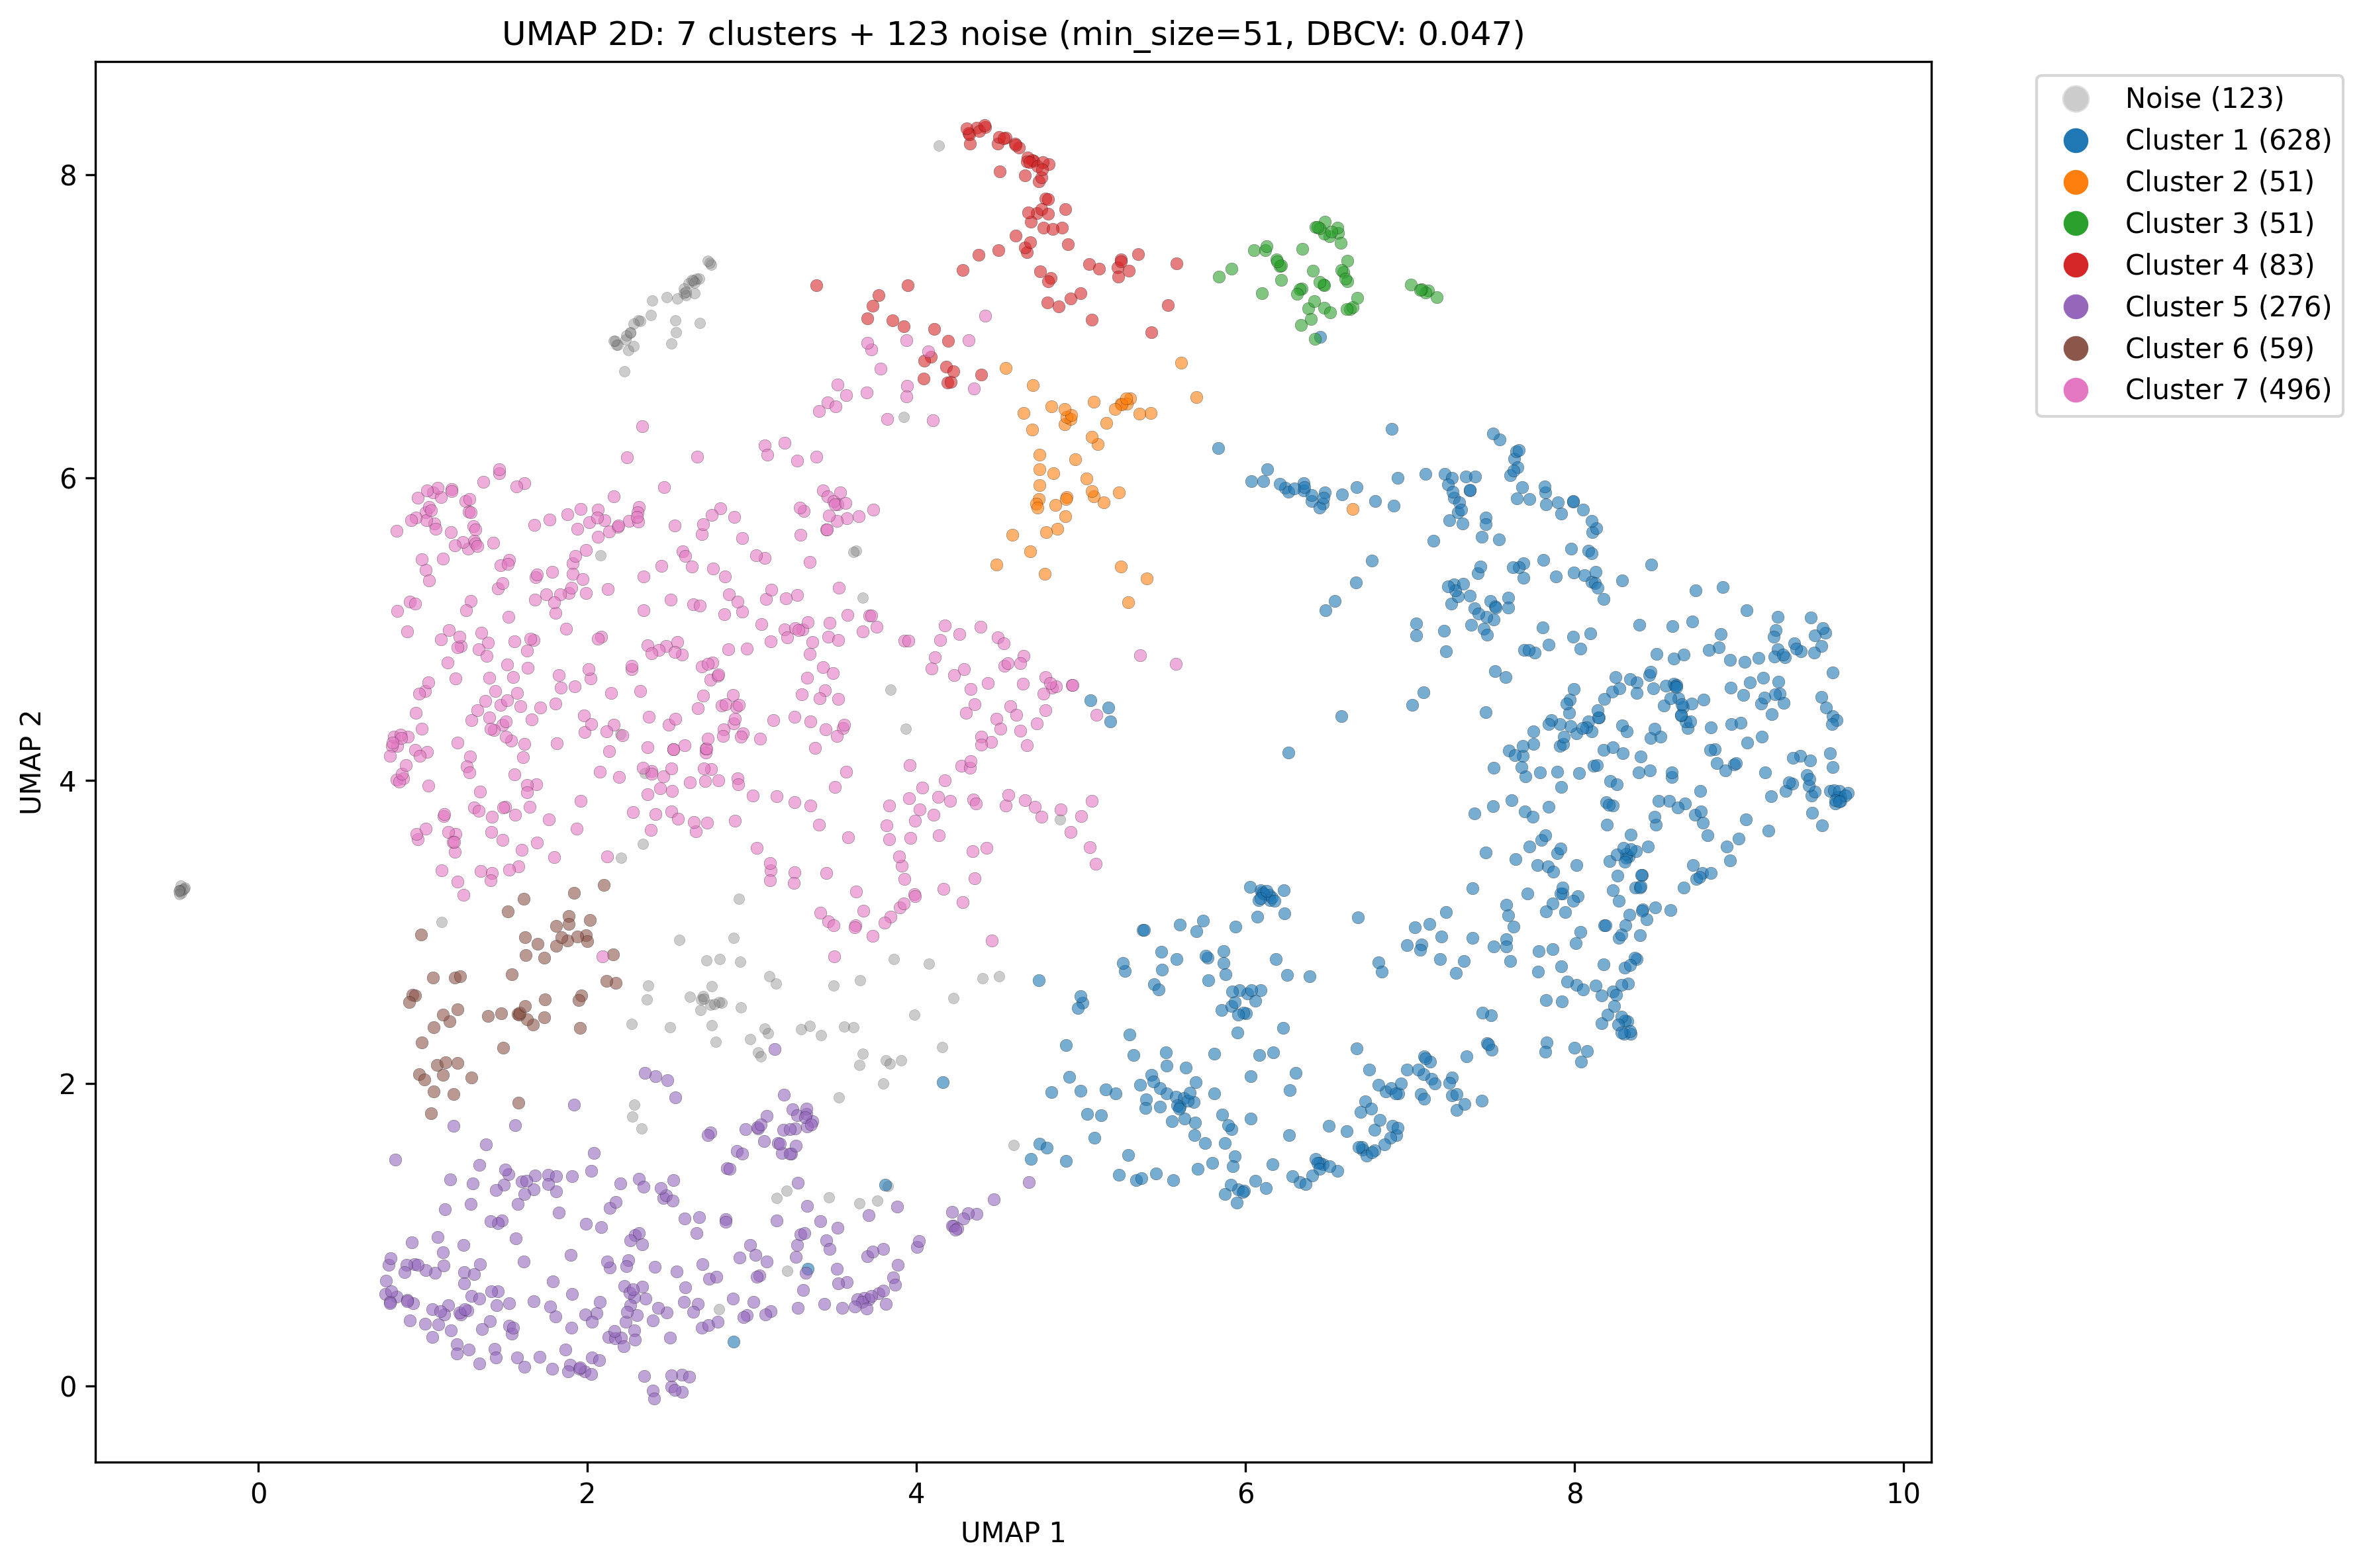 UMAP 2D: 7 clusters + 123 noise (min_size=51, DBCV: 0.047)
Noise (123)
Cluster 1 (628)
Cluster 2 (51)
Cluster 3 (51)
Cluster 4 (83)
Cluster 5 (276)
Cluster 6 (59)
Cluster 7 (496)
UMAP 2
8
6
4
2
0
0 2 4 6 8 10
UMAP 1